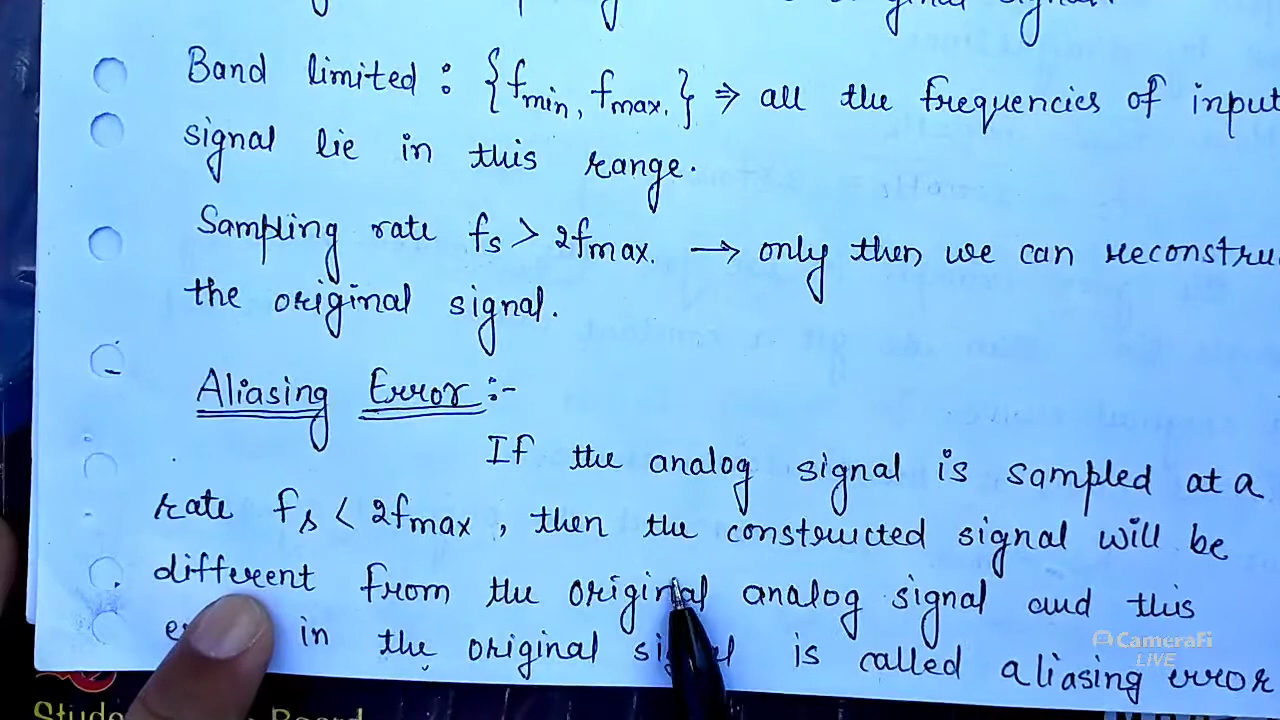 Band limited : {fmin, fmax.} ⇒ all the frequencies of input
signal lie in this range.
Sampling rate fs > 2fmax. → only then we can reconstru
the original signal.
Aliasing Error :-
If the analog signal is sampled at a
rate fs < 2fmax, then the constructed signal will be
different from the original analog signal and this
in the original signal is called aliasing error
CameraFi
LIVE